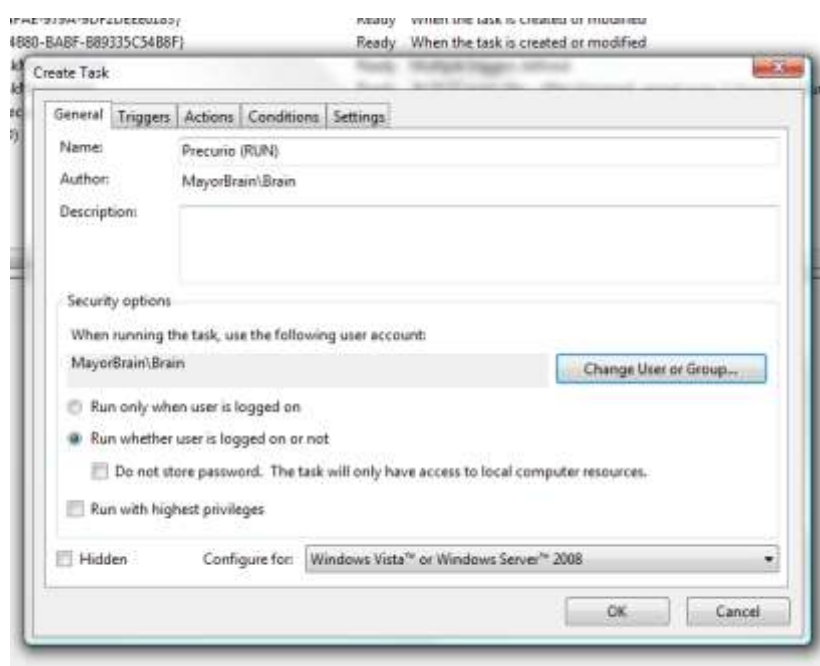 Ready When the task is created or modified
4B80-BABF-B89335C54B8F} Ready When the task is created or modified
Create Task
General Triggers Actions Conditions Settings
Name: Precurio (RUN)
Author: MayorBrain\Brain
Description:
Security options
When running the task, use the following user account:
MayorBrain\Brain Change User or Group...
Run only when user is logged on
Run whether user is logged on or not
Do not store password. The task will only have access to local computer resources.
Run with highest privileges
Hidden Configure for: Windows Vista™ or Windows Server™ 2008
OK Cancel